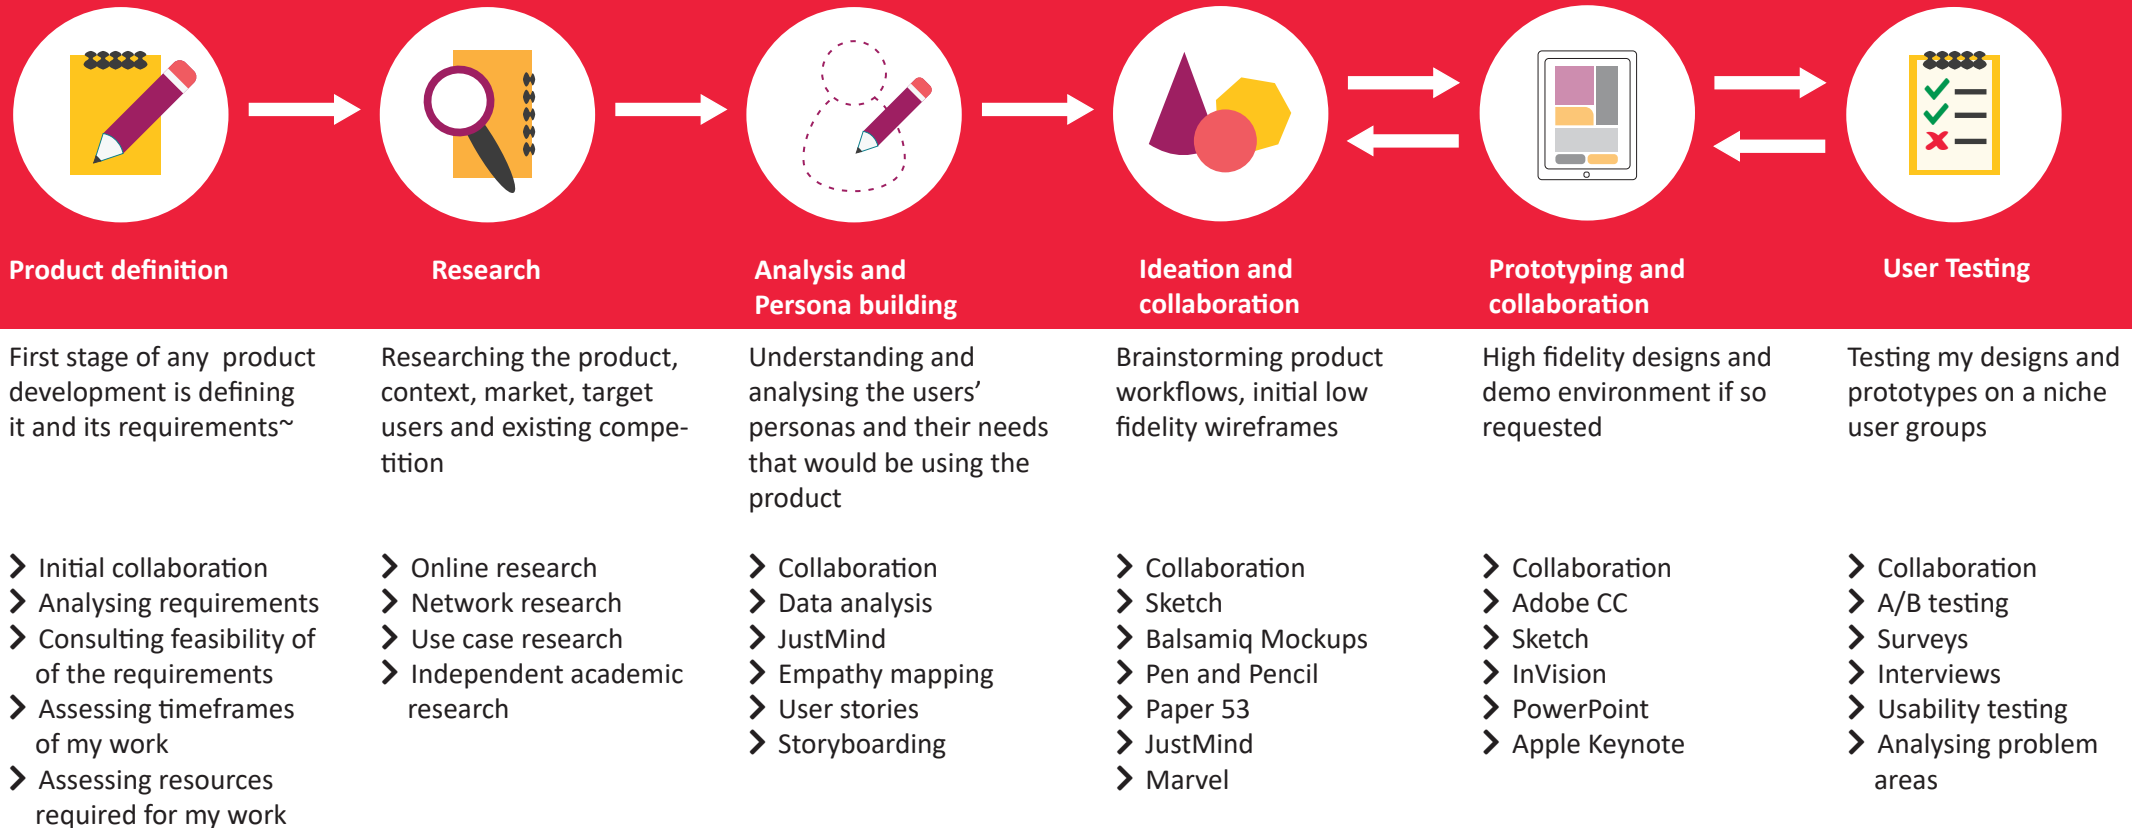 Product definition
Research
Analysis and
Persona building
Ideation and
collaboration
Prototyping and
collaboration
User Testing
First stage of any  product
development is defining
it and its requirements~
Researching the product,
context, market, target
users and existing compe-
tition
Understanding and
analysing the users’
personas and their needs
that would be using the
product
Brainstorming product
workflows, initial low
fidelity wireframes
High fidelity designs and
demo environment if so
requested
Testing my designs and
prototypes on a niche
user groups
Initial collaboration
Analysing requirements
Consulting feasibility of
of the requirements
Assessing timeframes
of my work
Assessing resources
required for my work
Online research
Network research
Use case research
Independent academic
research
Collaboration
Data analysis
JustMind
Empathy mapping
User stories
Storyboarding
Collaboration
Sketch
Balsamiq Mockups
Pen and Pencil
Paper 53
JustMind
Marvel
Collaboration
Adobe CC
Sketch
InVision
PowerPoint
Apple Keynote
Collaboration
A/B testing
Surveys
Interviews
Usability testing
Analysing problem
areas